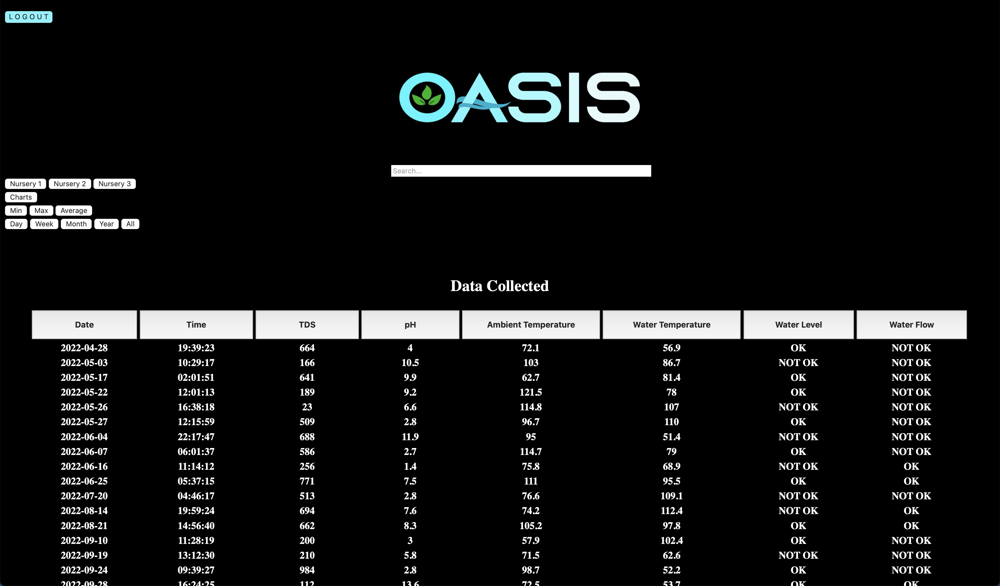 LOGOUT
OASIS
Search...
Nursery 1 Nursery 2 Nursery 3
Charts
Min Max Average
Day Week Month Year All
Data Collected
Date Time TDS pH Ambient Temperature Water Temperature Water Level Water Flow
2022-04-28 19:39:23 664 4 72.1 56.9 OK NOT OK
2022-05-03 10:29:17 166 10.5 103 86.7 NOT OK NOT OK
2022-05-17 02:01:51 641 9.9 62.7 81.4 OK NOT OK
2022-05-22 12:01:13 189 9.2 121.5 78 OK NOT OK
2022-05-26 16:38:18 23 6.6 114.8 107 NOT OK NOT OK
2022-05-27 12:15:59 509 2.8 96.7 110 OK NOT OK
2022-06-04 22:17:47 688 11.9 95 51.4 NOT OK NOT OK
2022-06-07 06:01:37 586 2.7 114.7 79 OK NOT OK
2022-06-16 11:14:12 256 1.4 75.8 68.9 NOT OK OK
2022-06-25 05:37:15 771 7.5 111 95.5 OK OK
2022-07-20 04:46:17 513 2.8 76.6 109.1 NOT OK NOT OK
2022-08-14 19:59:24 694 7.6 74.2 112.4 NOT OK OK
2022-08-21 14:56:40 662 8.3 105.2 97.8 OK OK
2022-09-10 11:28:19 200 3 57.9 102.4 OK NOT OK
2022-09-19 13:12:30 210 5.8 71.5 62.6 NOT OK NOT OK
2022-09-24 09:39:27 984 2.8 98.7 52.2 OK NOT OK
2022-09-28 16:24:25 112 13.6 72.5 53.7 OK OK